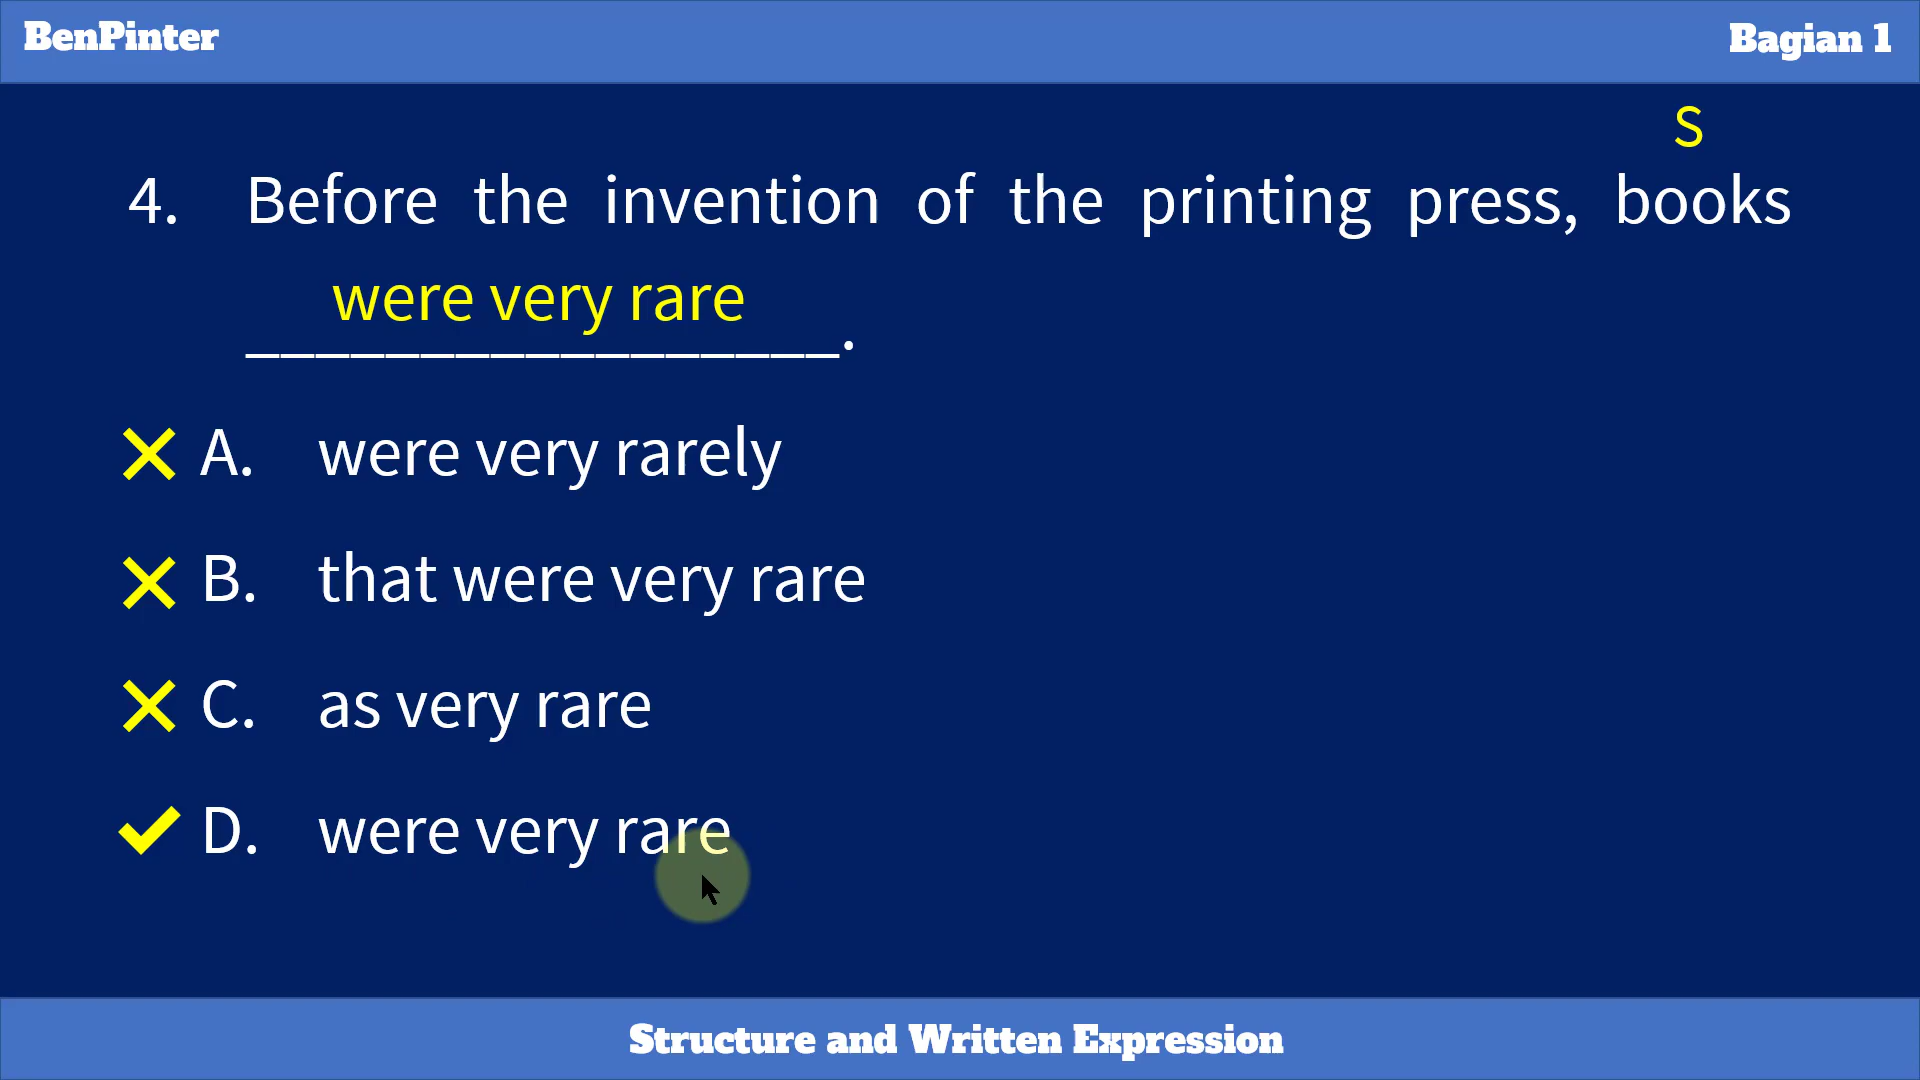 BenPinter
Bagian 1
S
4. Before the invention of the printing press, books
were very rare
_________________.
A. were very rarely
B. that were very rare
C. as very rare
D. were very rare
Structure and Written Expression